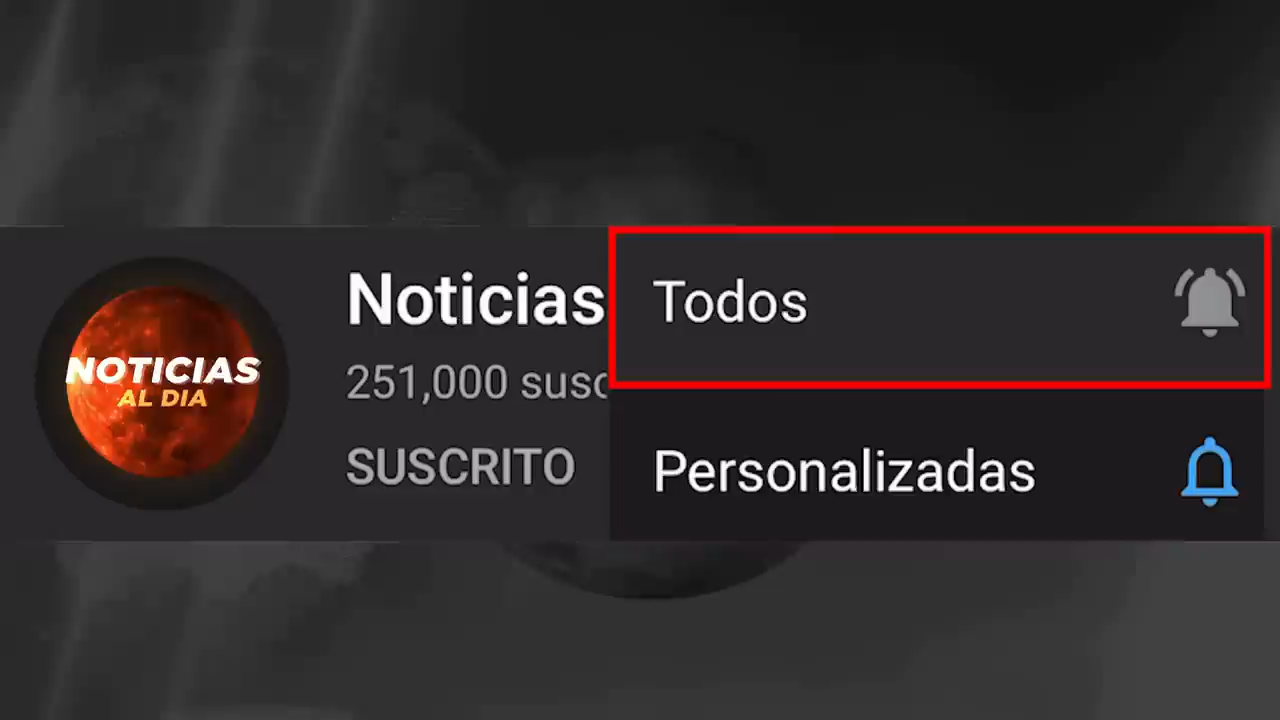 NOTICIAS
AL DIA
Noticias
251,000 susc
SUSCRITO
Todos
Personalizadas